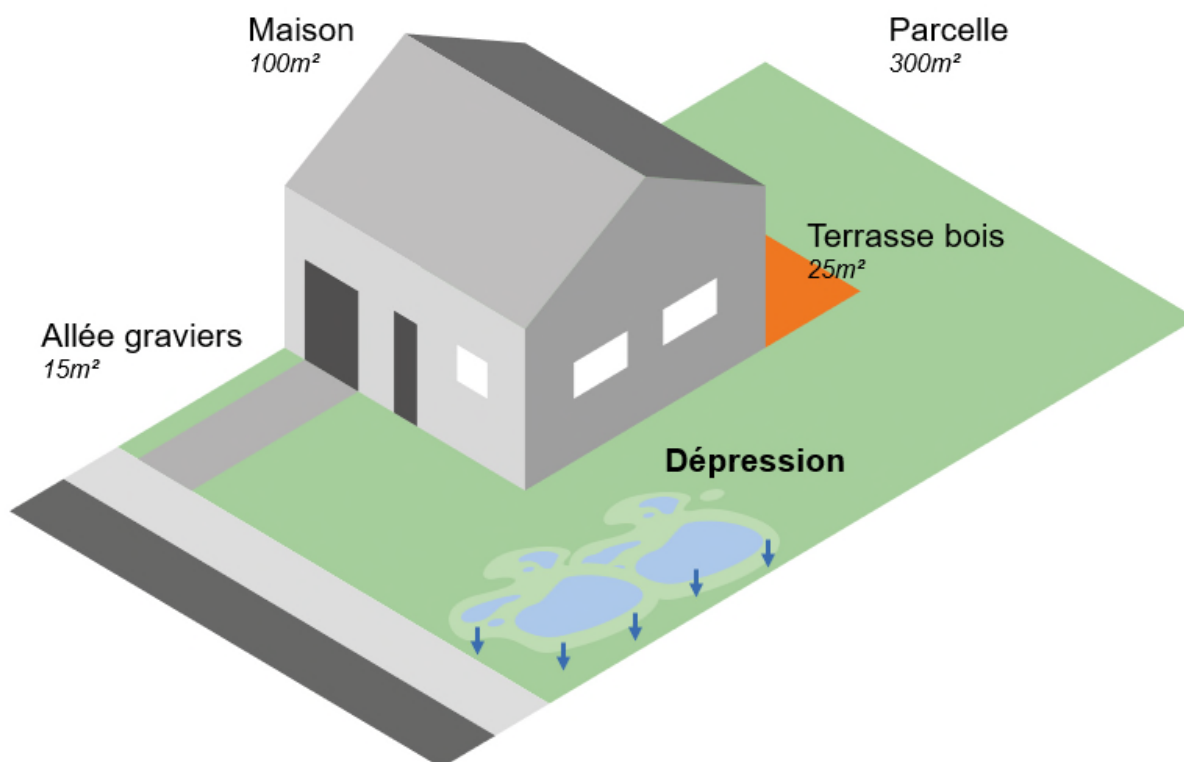 Maison
100m²
Parcelle
300m²
Terrasse bois
25m²
Allée graviers
15m²
Dépression